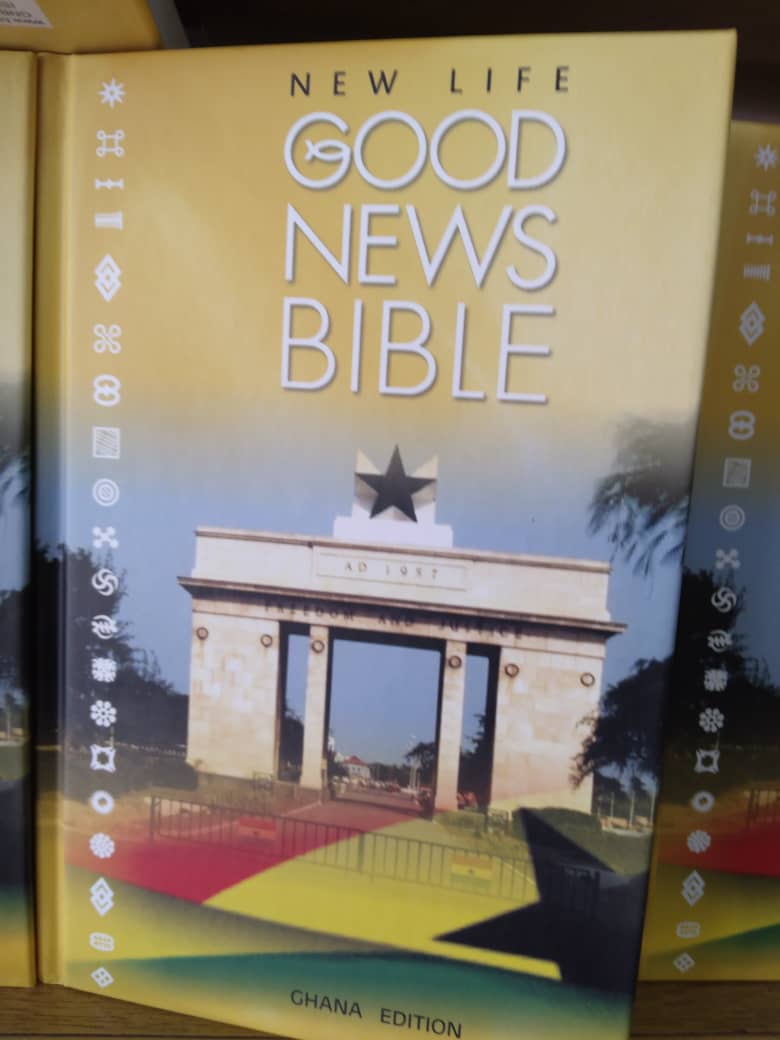 NEW LIFE
GOOD
NEWS
BIBLE
AD 1957
FREEDOM AND JUSTICE
GHANA EDITION